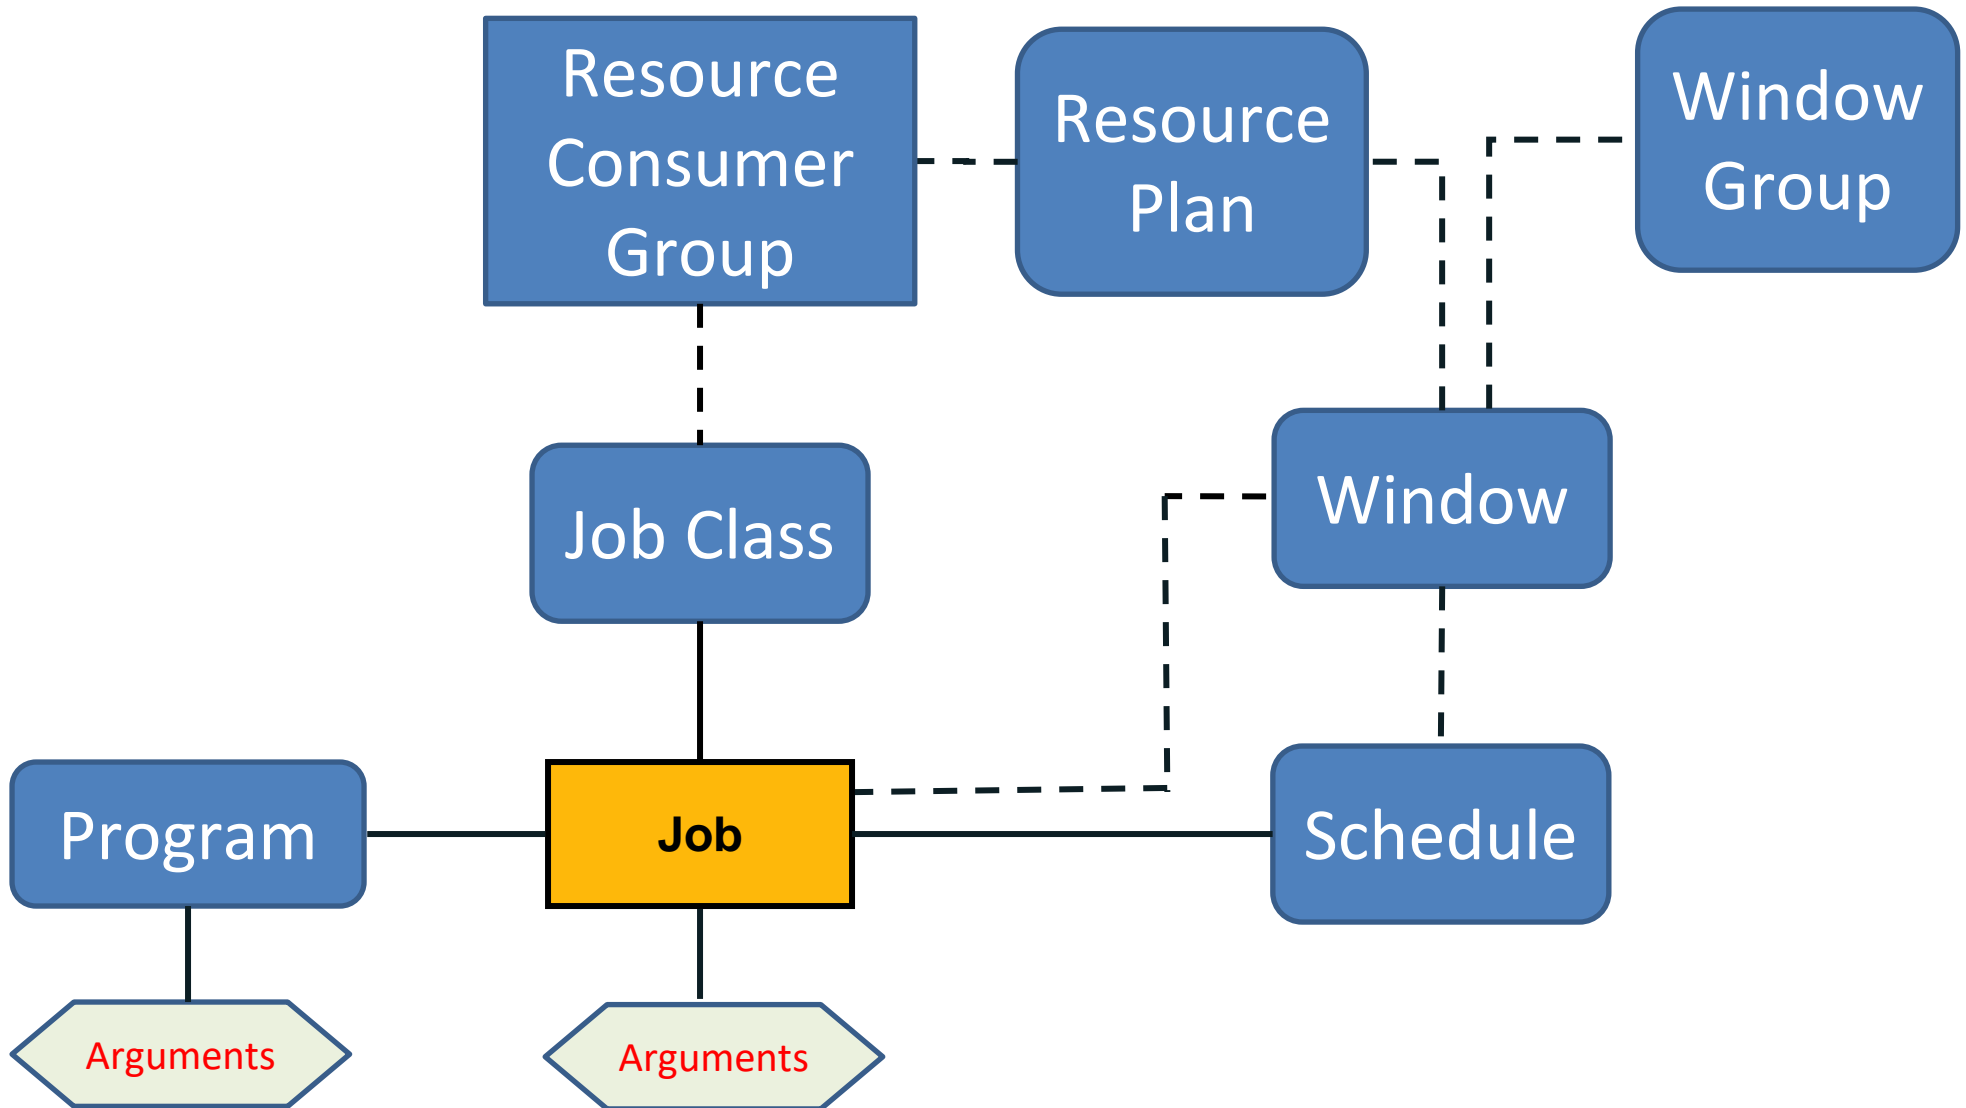 Resource
Consumer
Group
Resource
Plan
Window
Group
Job Class
Window
Program
Job
Schedule
Arguments
Arguments